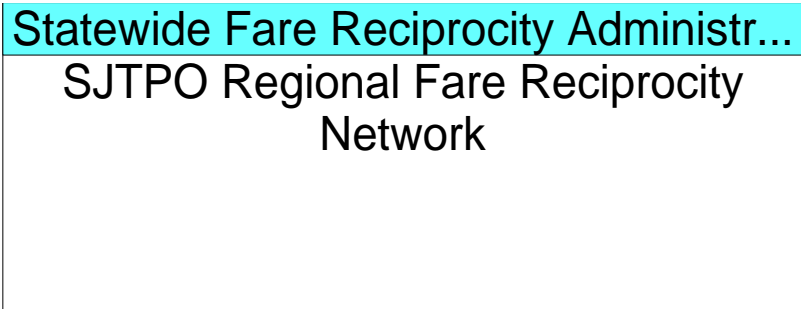 Statewide Fare Reciprocity Administr...
SJTPO Regional Fare Reciprocity
Network